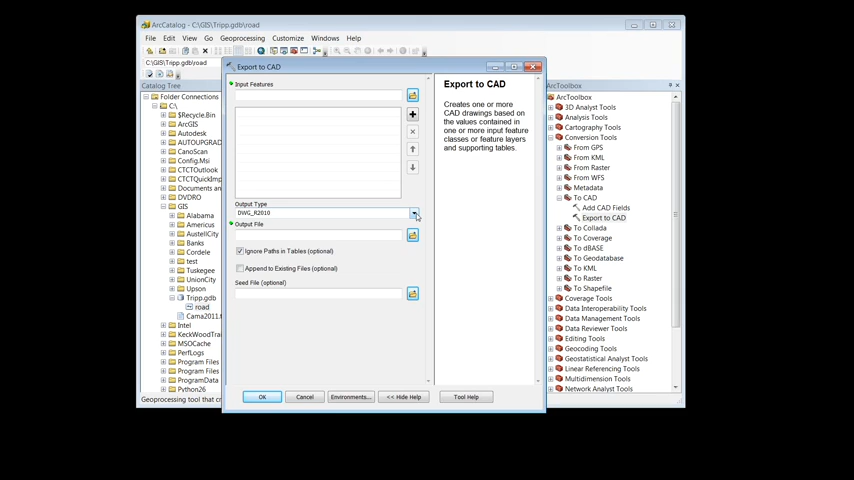 ArcCatalog - C:\GIS\Tripp.gdb\road
File Edit View Go Geoprocessing Customize Windows Help
C:\GIS\Tripp.gdb\road
Catalog Tree
Folder Connections
C:\
$Recycle.Bin
ArcGIS
Autodesk
AUTOUPGRAD
CanoScan
Config.Msi
CTCTOutlook
CTCTQuickImp
Documents an
DVDRO
GIS
Alabama
Americus
AustellCity
Banks
Cordele
test
Tuskegee
UnionCity
Upson
Tripp.gdb
road
Cama2011.
Intel
KeckWoodTra
MSOCache
PerfLogs
Program Files
Program Files
ProgramData
Python26
Geoprocessing tool that cr
Export to CAD
Input Features
Output Type
DWG_R2010
Output File
Ignore Paths in Tables (optional)
Append to Existing Files (optional)
Seed File (optional)
OK Cancel Environments... << Hide Help Tool Help
Export to CAD
Creates one or more
CAD drawings based on
the values contained in
one or more input feature
classes or feature layers
and supporting tables.
ArcToolbox
ArcToolbox
3D Analyst Tools
Analysis Tools
Cartography Tools
Conversion Tools
From GPS
From KML
From Raster
From WFS
Metadata
To CAD
Add CAD Fields
Export to CAD
To Collada
To Coverage
To dBASE
To Geodatabase
To KML
To Raster
To Shapefile
Coverage Tools
Data Interoperability Tools
Data Management Tools
Data Reviewer Tools
Editing Tools
Geocoding Tools
Geostatistical Analyst Tools
Linear Referencing Tools
Multidimension Tools
Network Analyst Tools